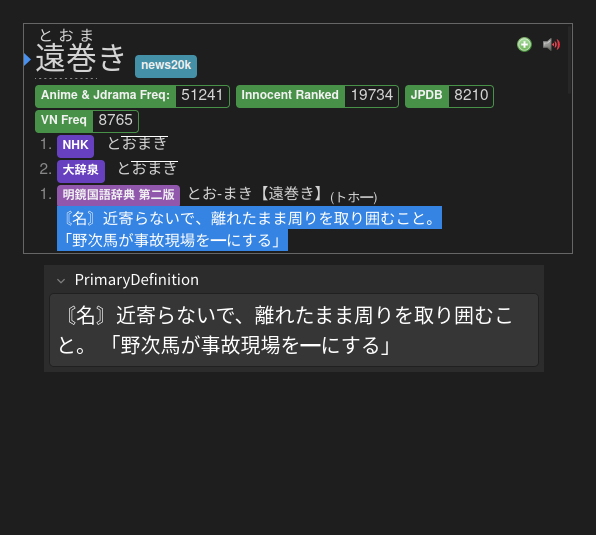 とおま
遠巻き news20k
Anime & Jdrama Freq: 51241 Innocent Ranked 19734 JPDB 8210
VN Freq 8765
1. NHK とおまき
2. 大辞泉 とおまき
1. 明鏡国語辞典 第二版 とお‐まき【遠巻き】(トホ━)
〘名〙近寄らないで、離れたまま周りを取り囲むこと。
「野次馬が事故現場を━にする」
PrimaryDefinition
〘名〙近寄らないで、離れたまま周りを取り囲むこ
と。 「野次馬が事故現場を━にする」